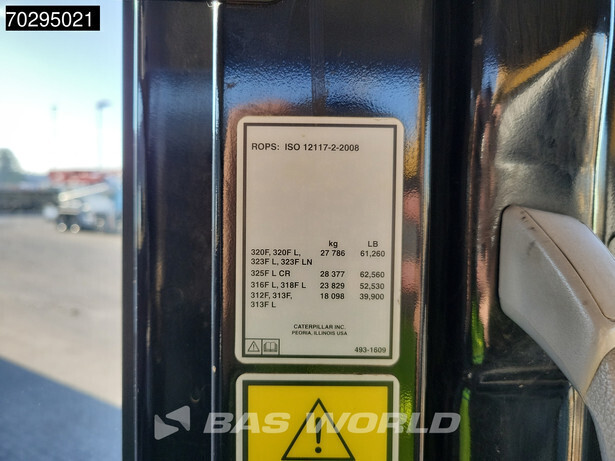 70295021
ROPS: ISO 12117-2-2008
kg LB
320F, 320F L, 27 786 61,260
323F L, 323F LN
325F L CR 28 377 62,560
316F L, 318F L 23 829 52,530
312F, 313F, 18 098 39,900
313F L
CATERPILLAR INC.
PEORIA, ILLINOIS USA
493-1609
BAS WORLD